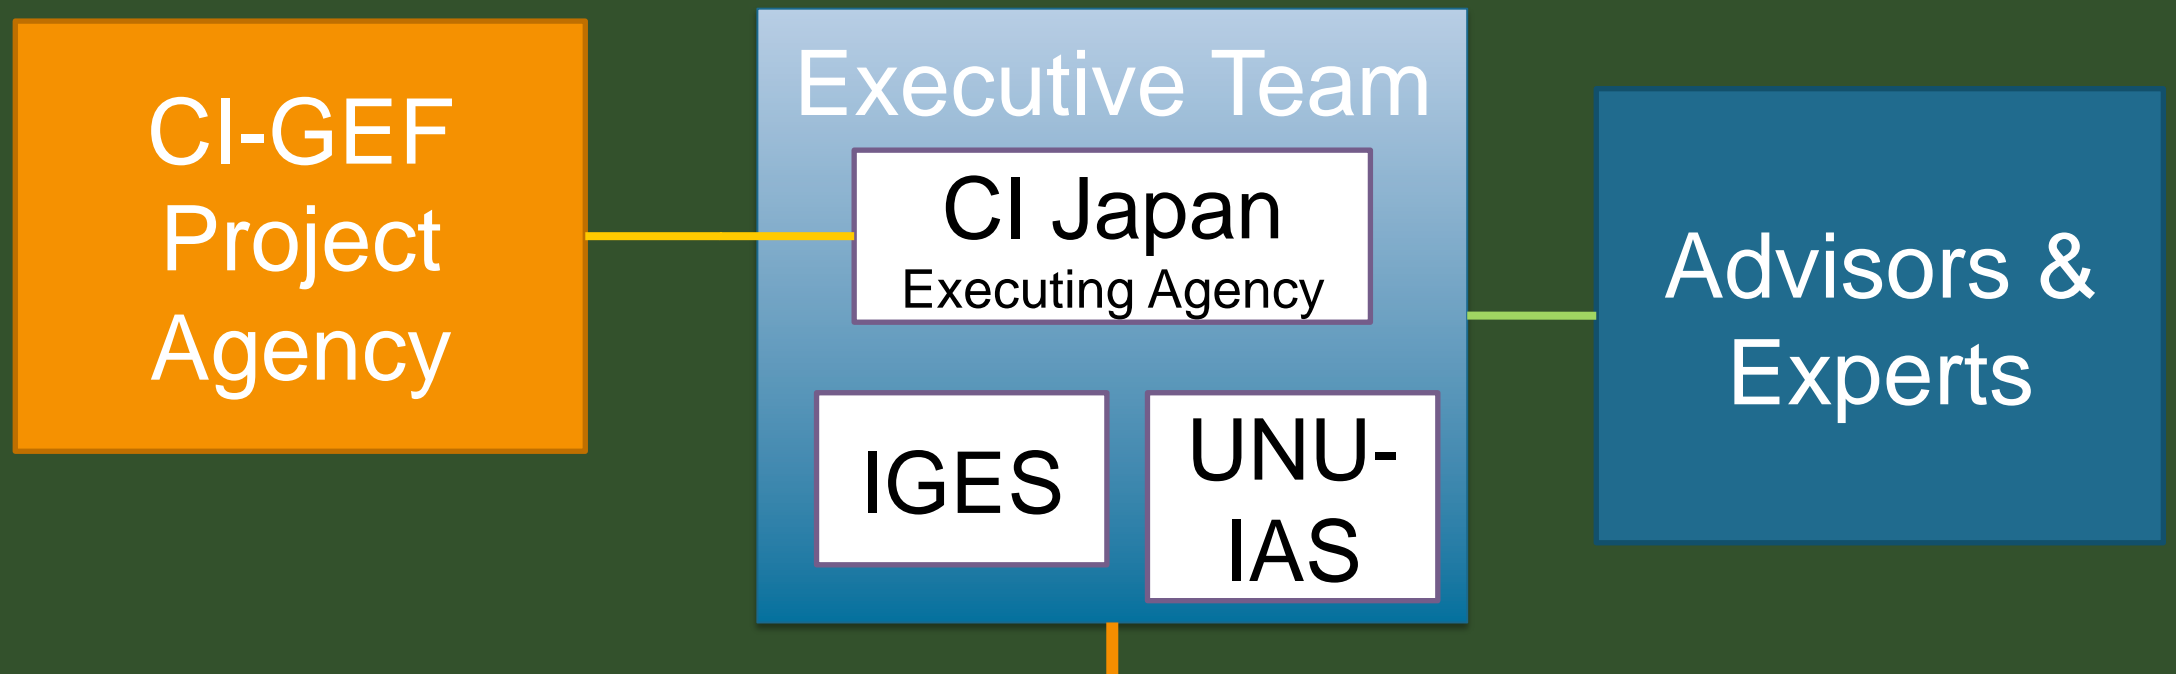 CI-GEF
Project
Agency
Executive Team
CI Japan
Executing Agency
IGES
UNU-
IAS
Advisors &
Experts